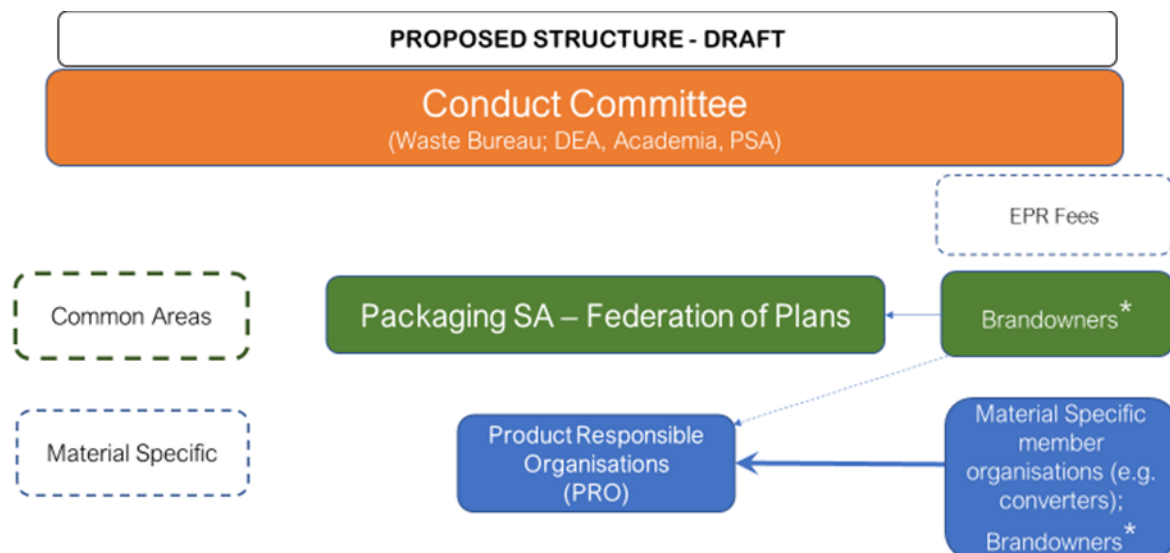 PROPOSED STRUCTURE - DRAFT
Conduct Committee
(Waste Bureau; DEA, Academia, PSA)
EPR Fees
Common Areas
Packaging SA – Federation of Plans
Brandowners*
Material Specific
Product Responsible
Organisations
(PRO)
Material Specific
member
organisations (e.g.
converters);
Brandowners*